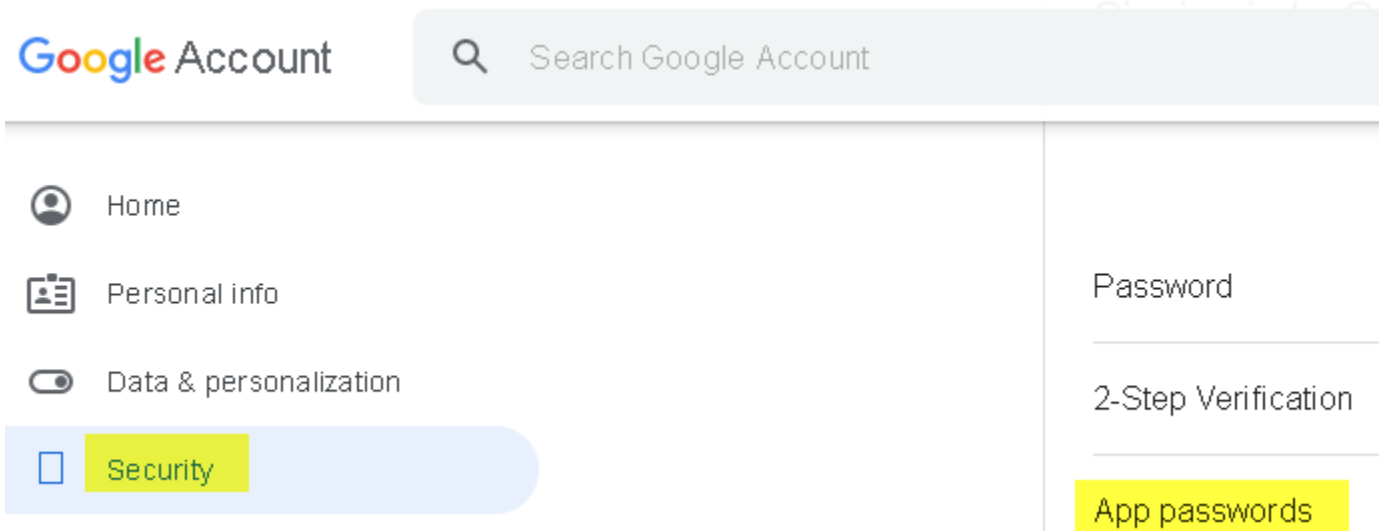 Google Account
Search Google Account
Home
Personal info
Data & personalization
Security
Password
2-Step Verification
App passwords